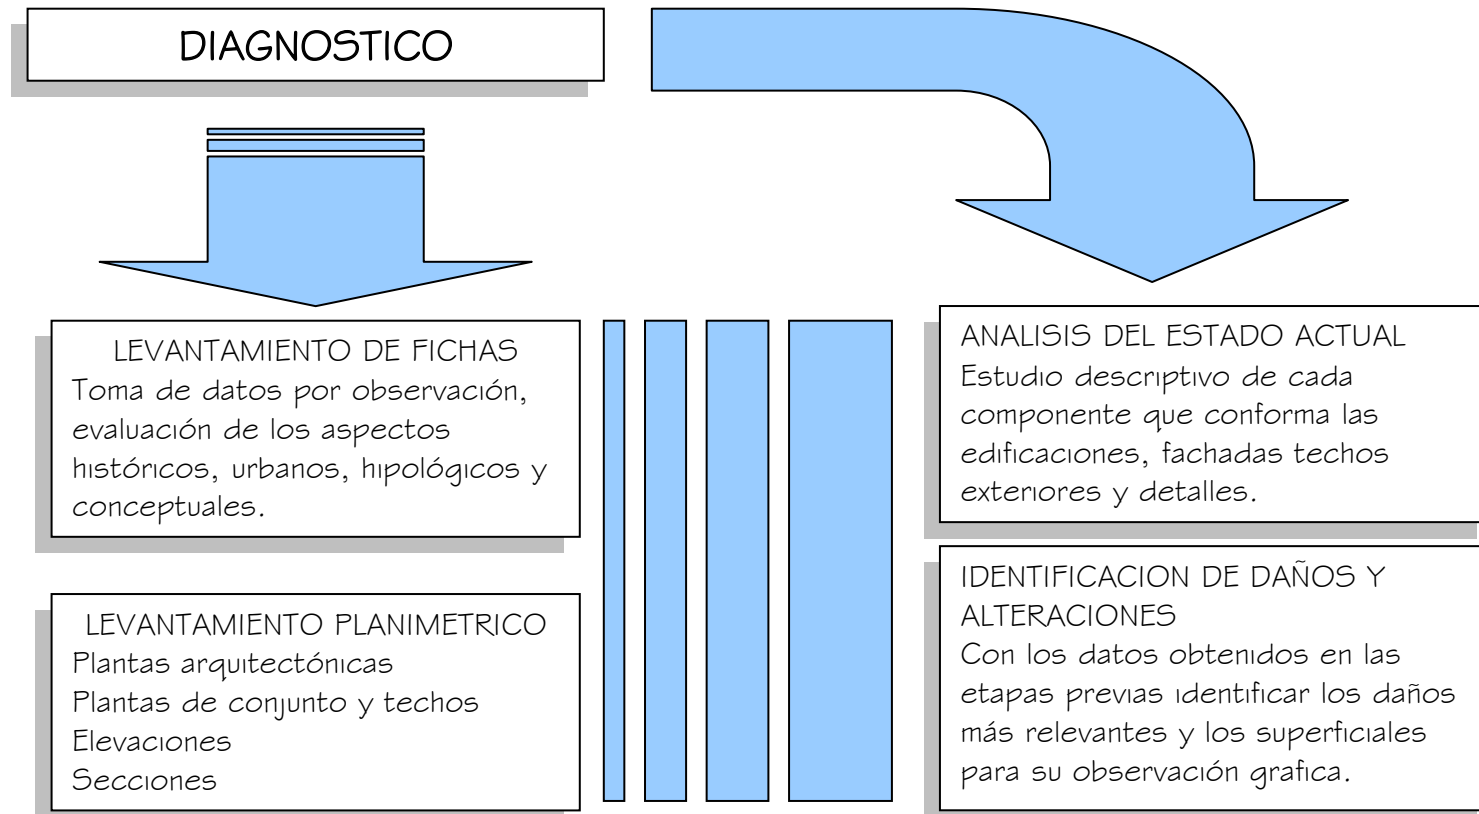 DIAGNOSTICO
LEVANTAMIENTO DE FICHAS
Toma de datos por observación,
evaluación de los aspectos
históricos, urbanos, hipológicos y
conceptuales.
LEVANTAMIENTO PLANIMETRICO
Plantas arquitectónicas
Plantas de conjunto y techos
Elevaciones
Secciones
ANALISIS DEL ESTADO ACTUAL
Estudio descriptivo de cada
componente que conforma las
edificaciones, fachadas techos
exteriores y detalles.
IDENTIFICACION DE DAÑOS Y
ALTERACIONES
Con los datos obtenidos en las
etapas previas identificar los daños
más relevantes y los superficiales
para su observación grafica.